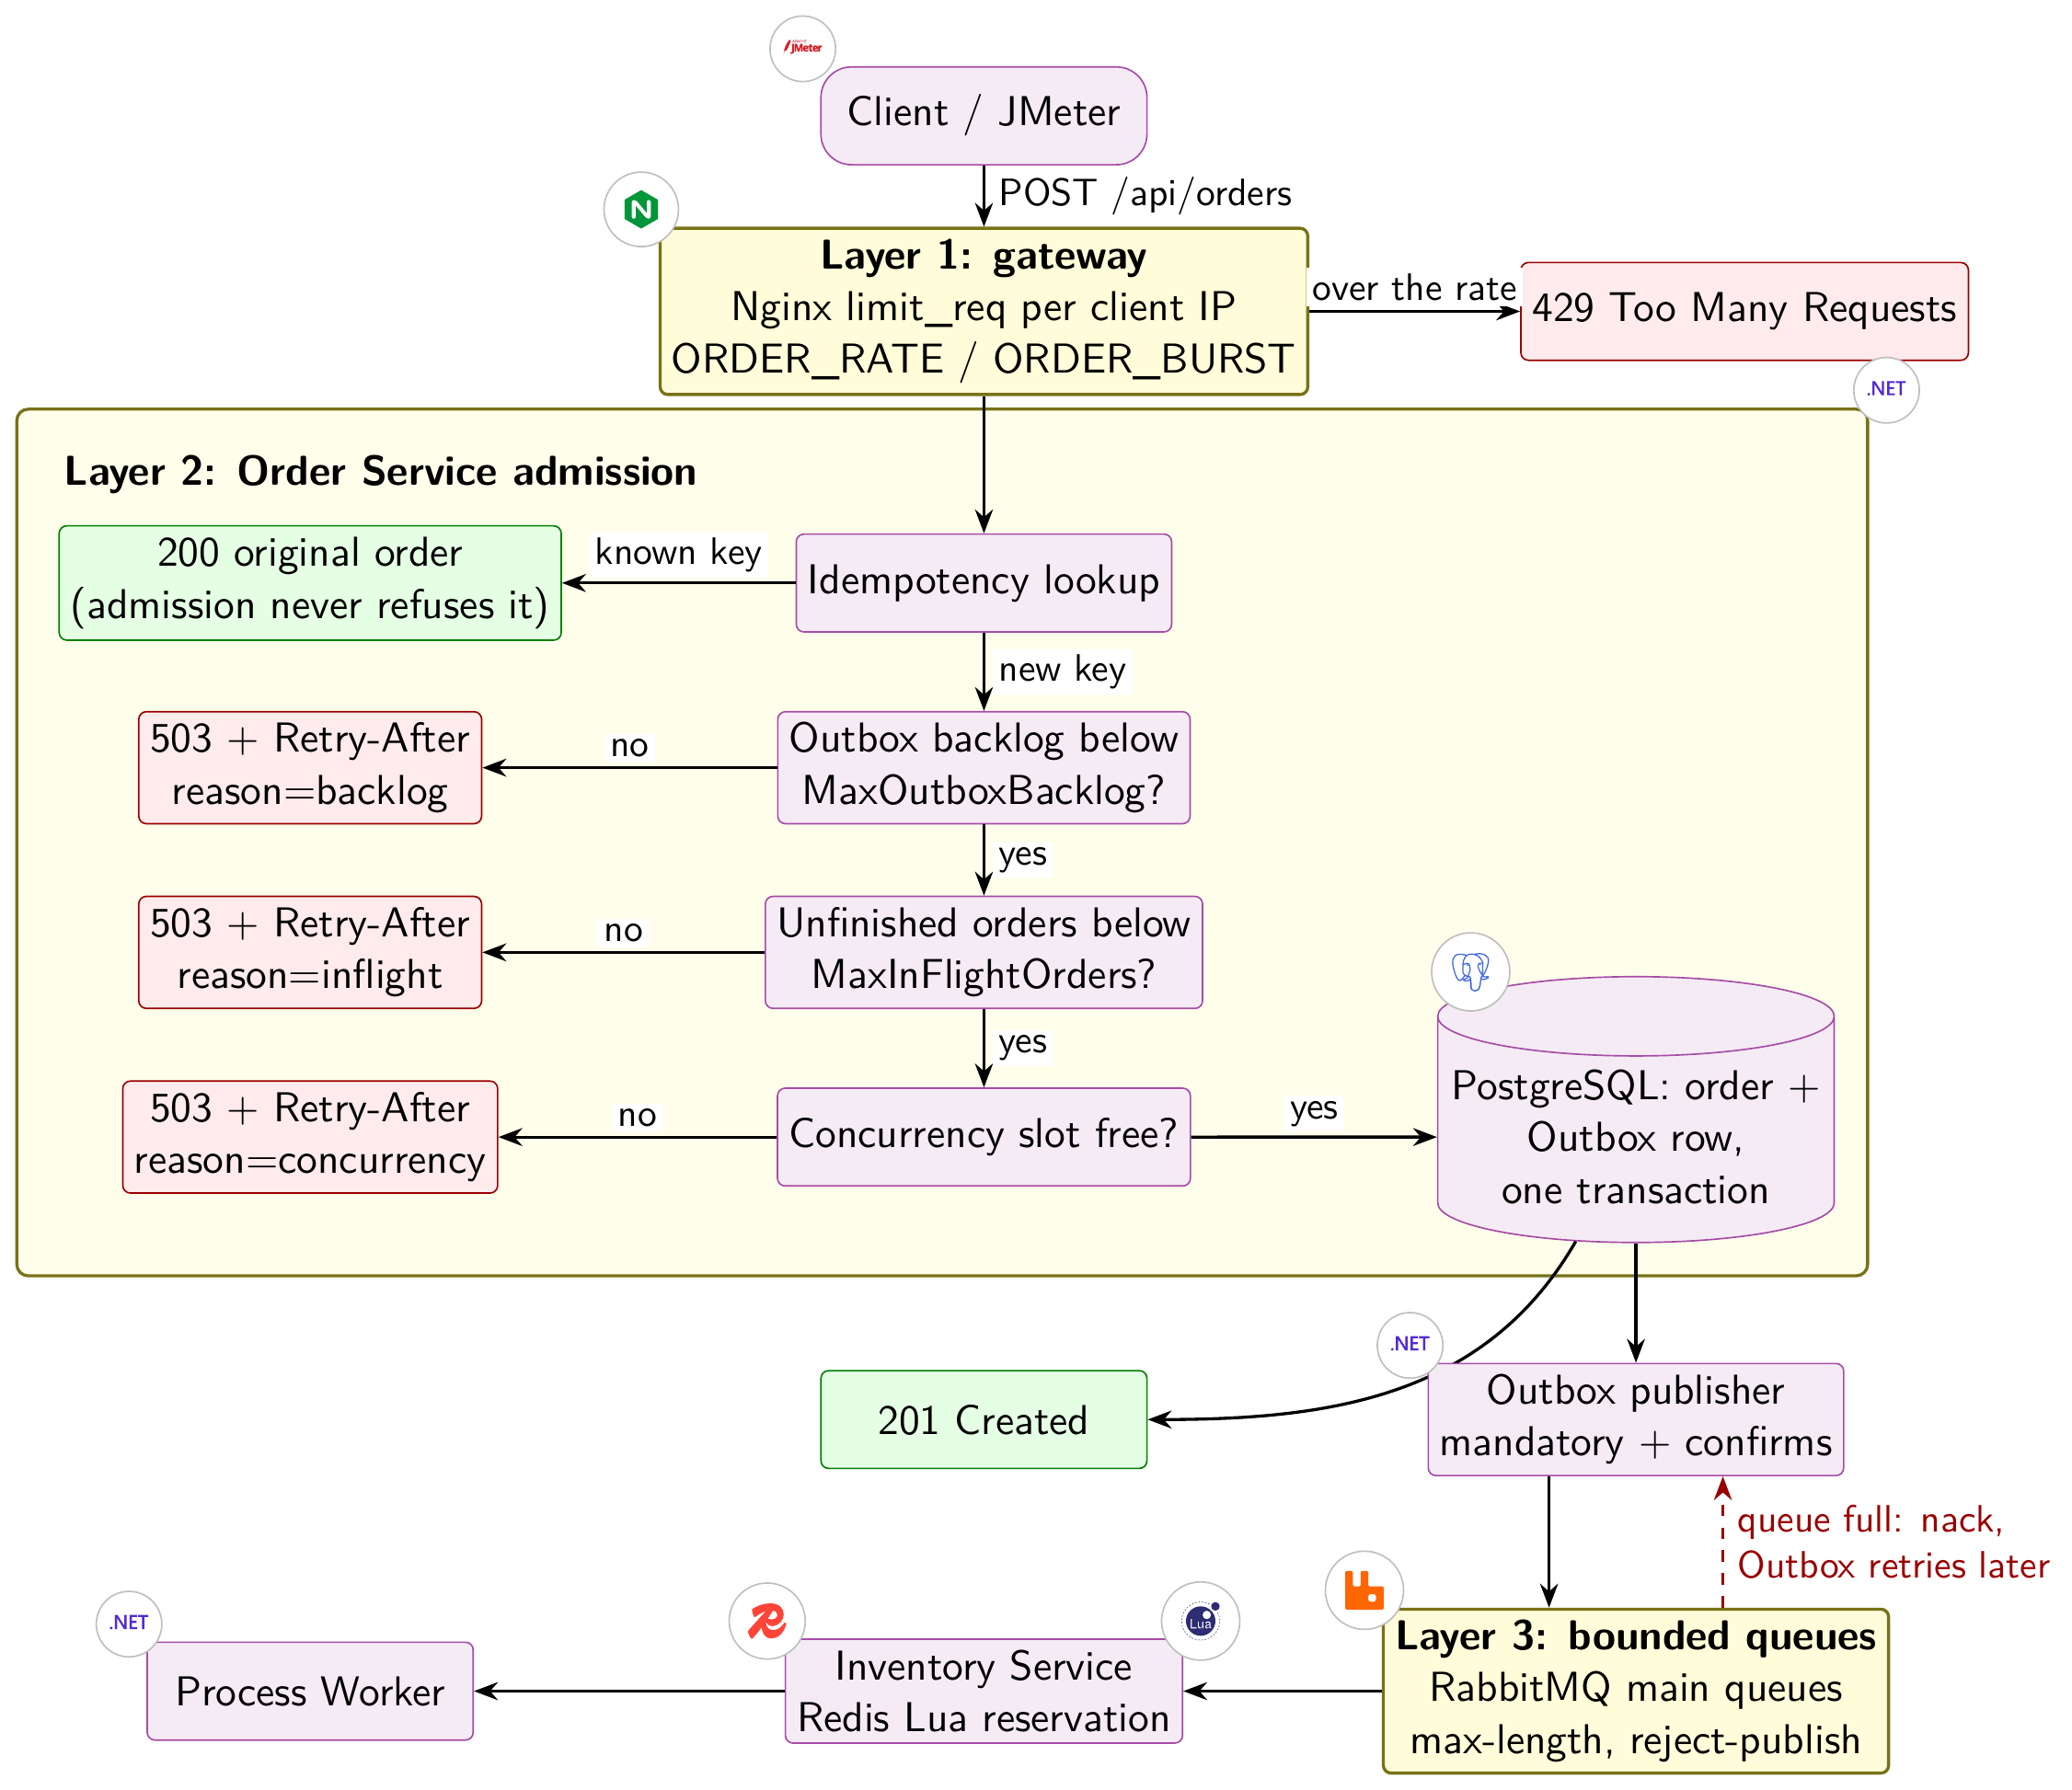 APACHE
JMeter
Client / JMeter
POST /api/orders
N
Layer 1: gateway
Nginx limit_req per client IP
ORDER_RATE / ORDER_BURST
over the rate
429 Too Many Requests
.NET
Layer 2: Order Service admission
200 original order
(admission never refuses it)
known key
Idempotency lookup
new key
503 + Retry-After
reason=backlog
no
Outbox backlog below
MaxOutboxBacklog?
yes
503 + Retry-After
reason=inflight
no
Unfinished orders below
MaxInFlightOrders?
yes
503 + Retry-After
reason=concurrency
no
Concurrency slot free?
yes
PostgreSQL: order +
Outbox row,
one transaction
.NET
201 Created
Outbox publisher
mandatory + confirms
queue full: nack,
Outbox retries later
.NET
Process Worker
Lua
Inventory Service
Redis Lua reservation
Layer 3: bounded queues
RabbitMQ main queues
max-length, reject-publish